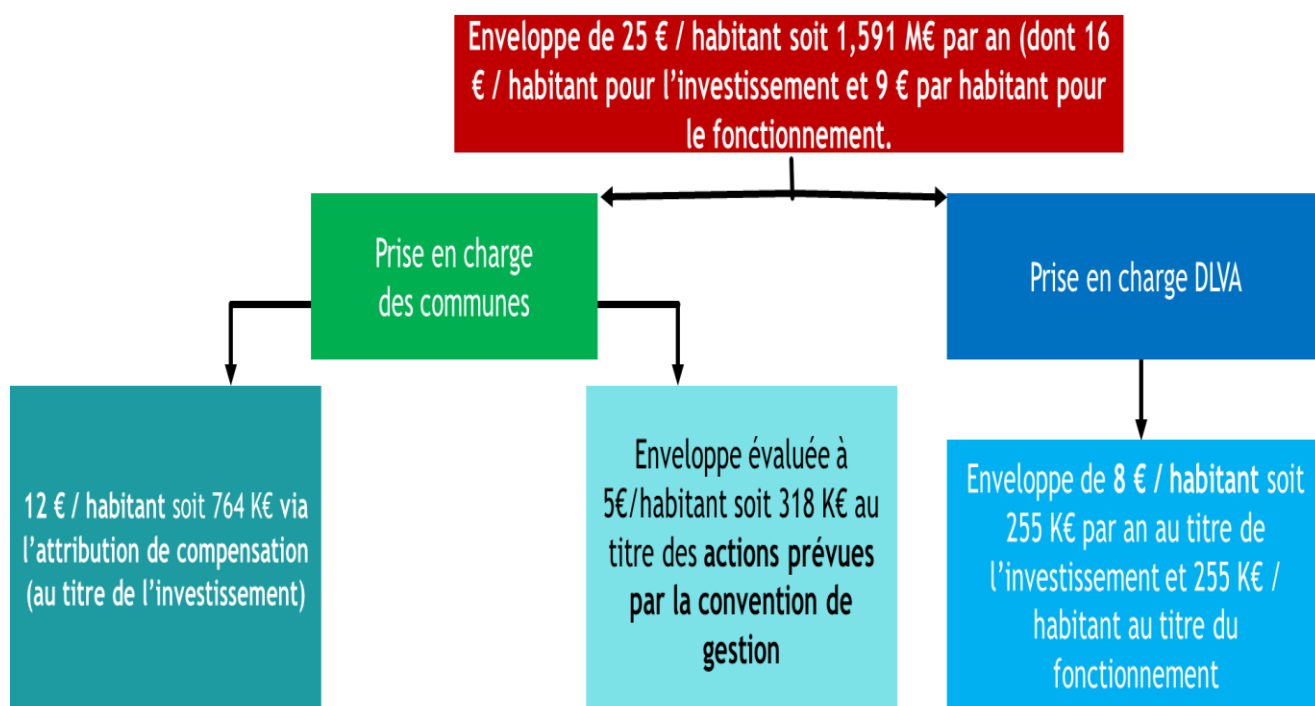 Enveloppe de 25 € / habitant soit 1,591 M€ par an (dont 16
€ / habitant pour l'investissement et 9 € par habitant pour
le fonctionnement.
Prise en charge
des communes
Prise en charge DLVA
12 € / habitant soit 764 K€ via
l'attribution de compensation
(au titre de l'investissement)
Enveloppe évaluée à
5€/habitant soit 318 K€ au
titre des actions prévues
par la convention de
gestion
Enveloppe de 8 € / habitant soit
255 K€ par an au titre de
l'investissement et 255 K€ /
habitant au titre du
fonctionnement